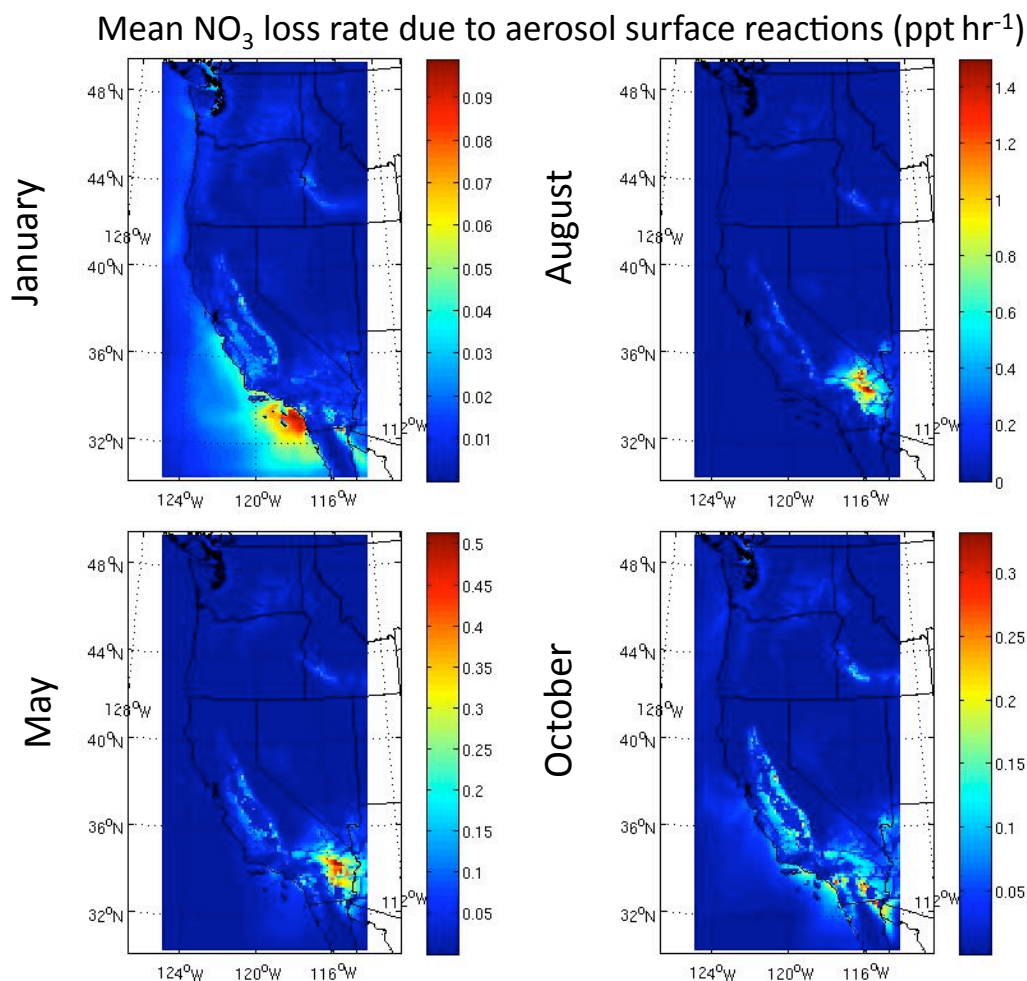 Mean NO₃ loss rate due to aerosol surface reactions (ppt hr⁻¹)
January
48°N
44°N
128°W
40°N
36°N
32°N
112°W
124°W 120°W 116°W
0.09
0.08
0.07
0.06
0.05
0.04
0.03
0.02
0.01
August
48°N
44°N
128°W
40°N
36°N
32°N
112°W
124°W 120°W 116°W
1.4
1.2
1
0.8
0.6
0.4
0.2
0
May
48°N
44°N
128°W
40°N
36°N
32°N
112°W
124°W 120°W 116°W
0.5
0.45
0.4
0.35
0.3
0.25
0.2
0.15
0.1
0.05
October
48°N
44°N
128°W
40°N
36°N
32°N
112°W
124°W 120°W 116°W
0.3
0.25
0.2
0.15
0.1
0.05